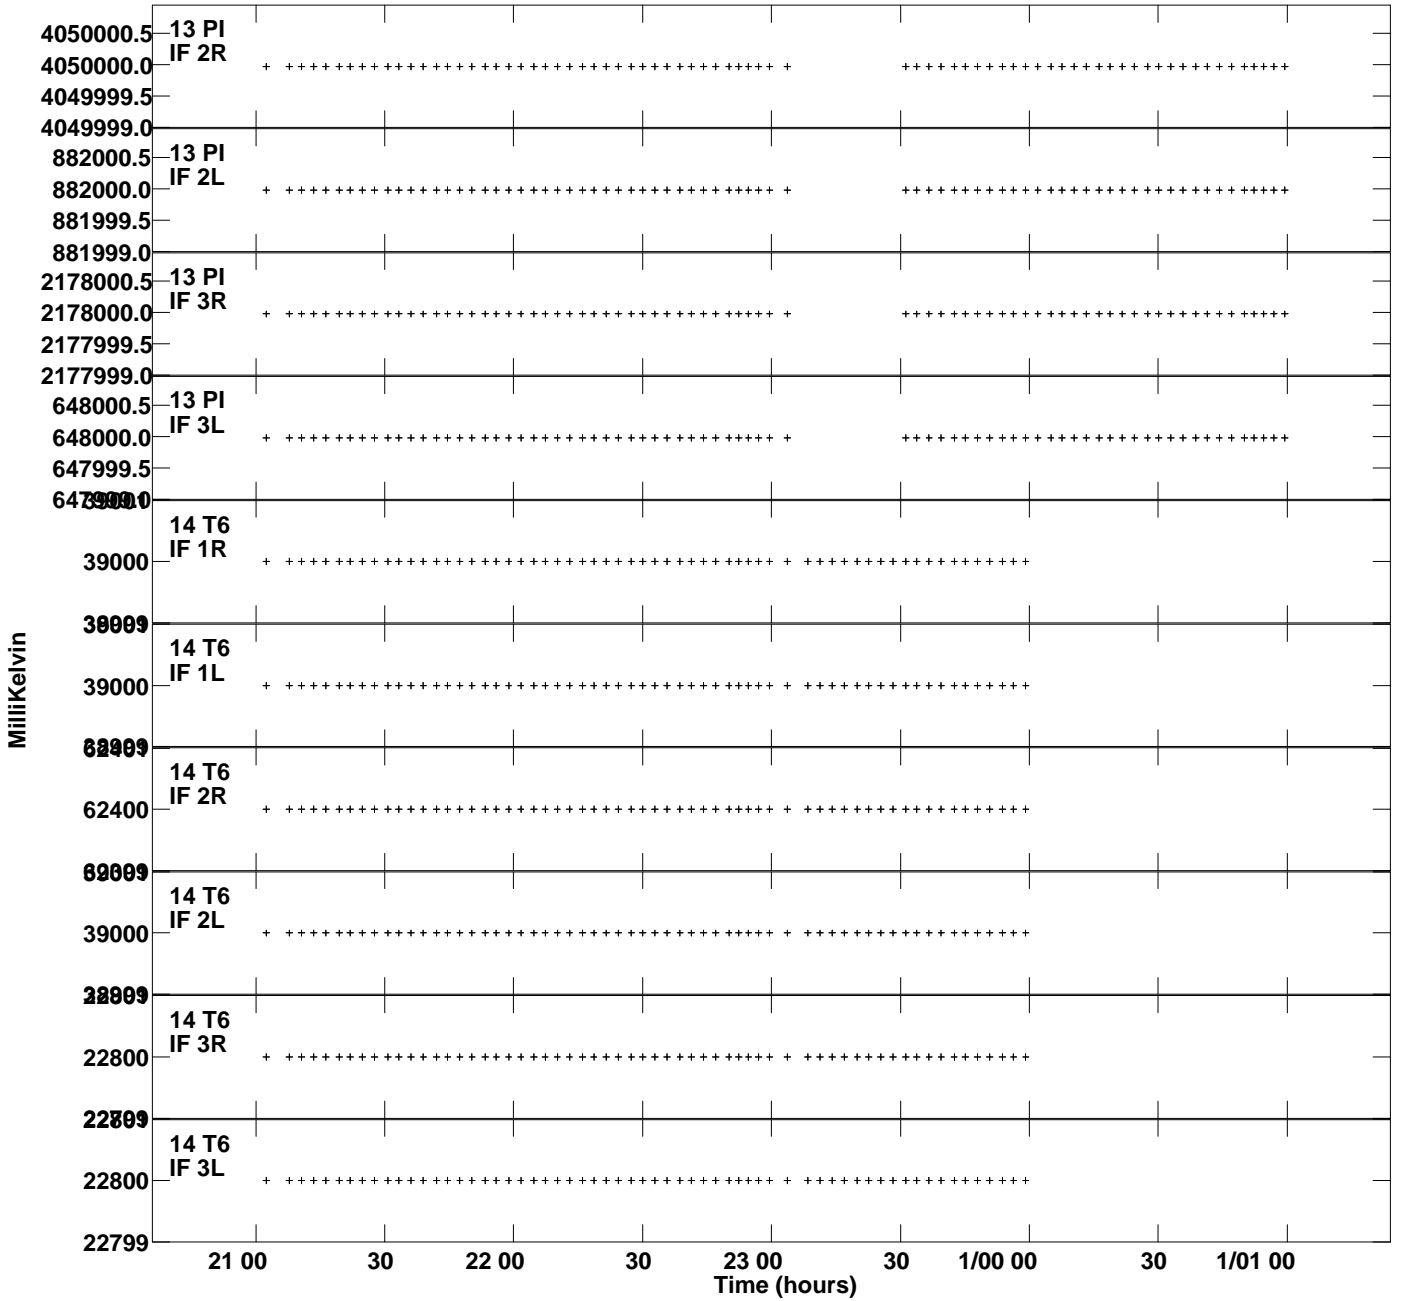 4050000.5
4050000.0
4049999.5
4049999.0
13 PI
IF 2R
882000.5
882000.0
881999.5
881999.0
13 PI
IF 2L
2178000.5
2178000.0
2177999.5
2177999.0
13 PI
IF 3R
648000.5
648000.0
647999.5
647999.0
13 PI
IF 3L
39001
39000
14 T6
IF 1R
39000
14 T6
IF 1L
62401
62400
14 T6
IF 2R
39000
14 T6
IF 2L
22800
14 T6
IF 3R
22800
22799
14 T6
IF 3L
MilliKelvin
21 00 30 22 00 30 23 00 30 1/00 00 30 1/01 00
Time (hours)